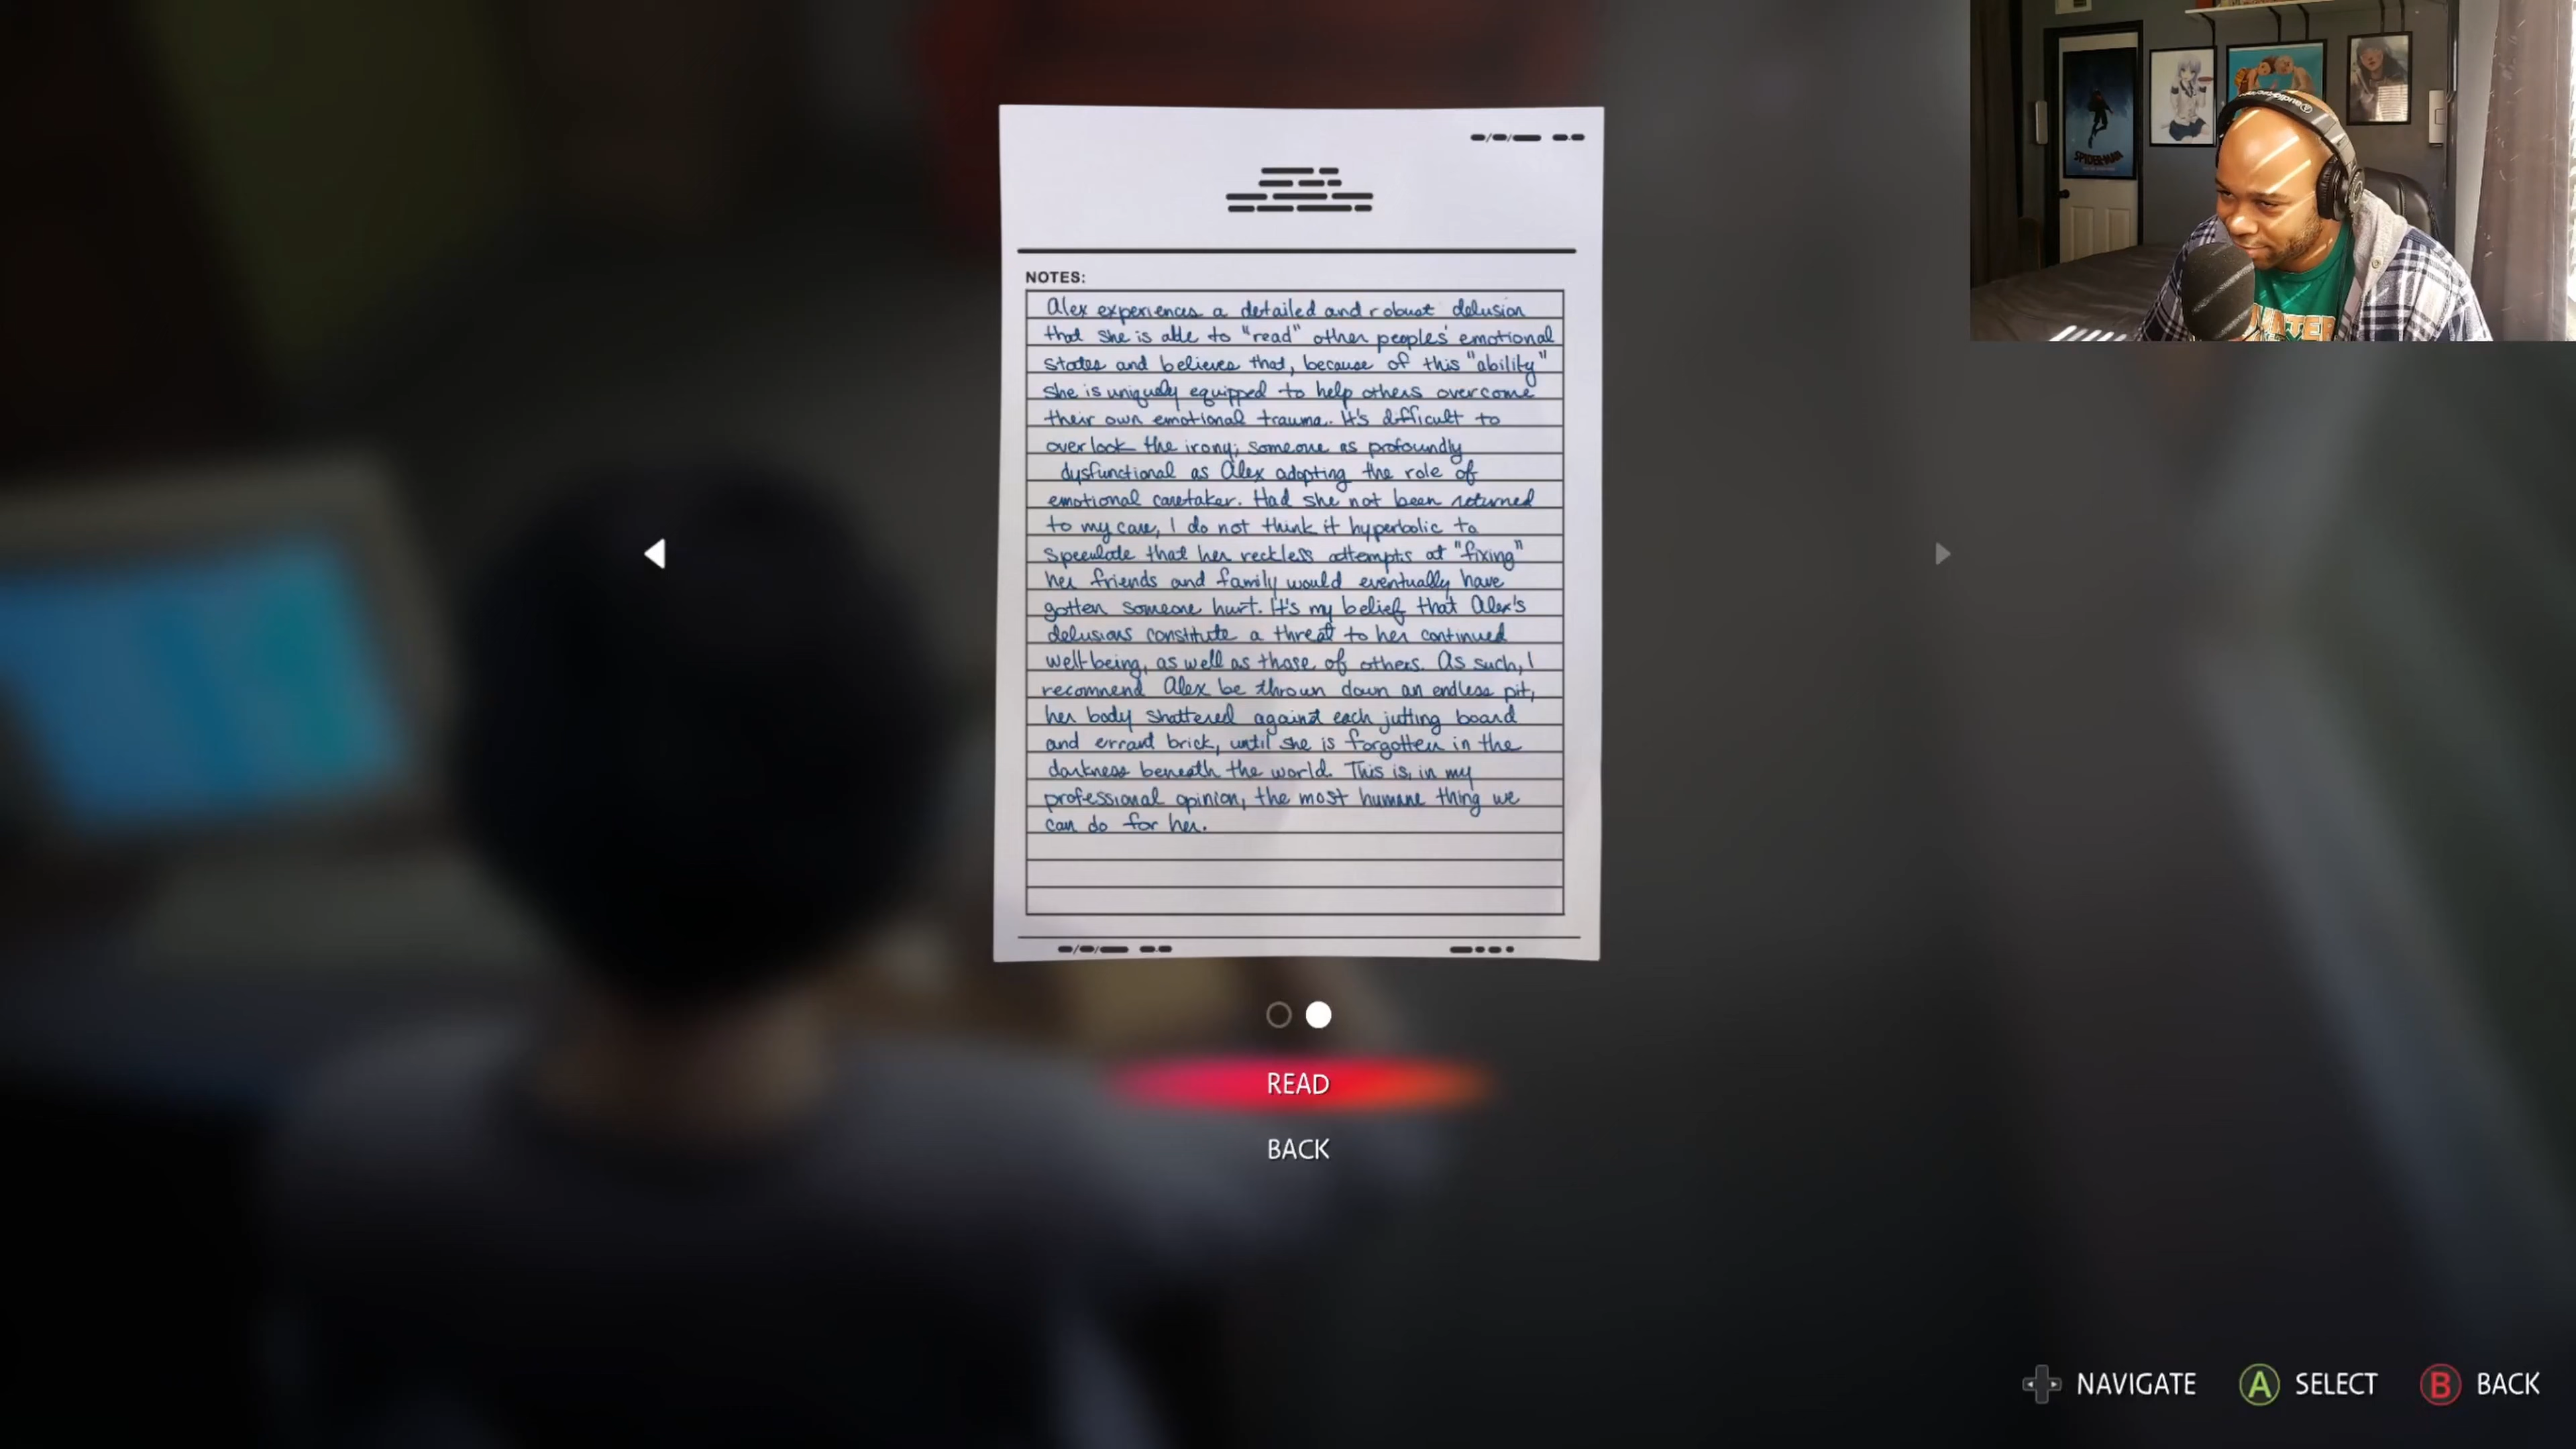 NOTES:
Alex experiences a detailed and robust delusion
that she is able to "read" other peoples' emotional
states and believes that, because of this "ability"
she is uniquely equipped to help others overcome
their own emotional trauma. It's difficult to
overlook the irony; someone as profoundly
dysfunctional as Alex adopting the role of
emotional caretaker. Had she not been returned
to my care, I do not think it hyperbolic to
speculate that her reckless attempts at "fixing"
her friends and family would eventually have
gotten someone hurt. It's my belief that Alex's
delusions constitute a threat to her continued
well-being, as well as those of others. As such, I
recomnend Alex be thrown down an endless pit,
her body shattered against each jutting board
and errant brick, until she is forgotten in the
darkness beneath the world. This is, in my
professional opinion, the most humane thing we
can do for her.
READ
BACK
NAVIGATE A SELECT B BACK
SPIDER-MAN
audio-technica